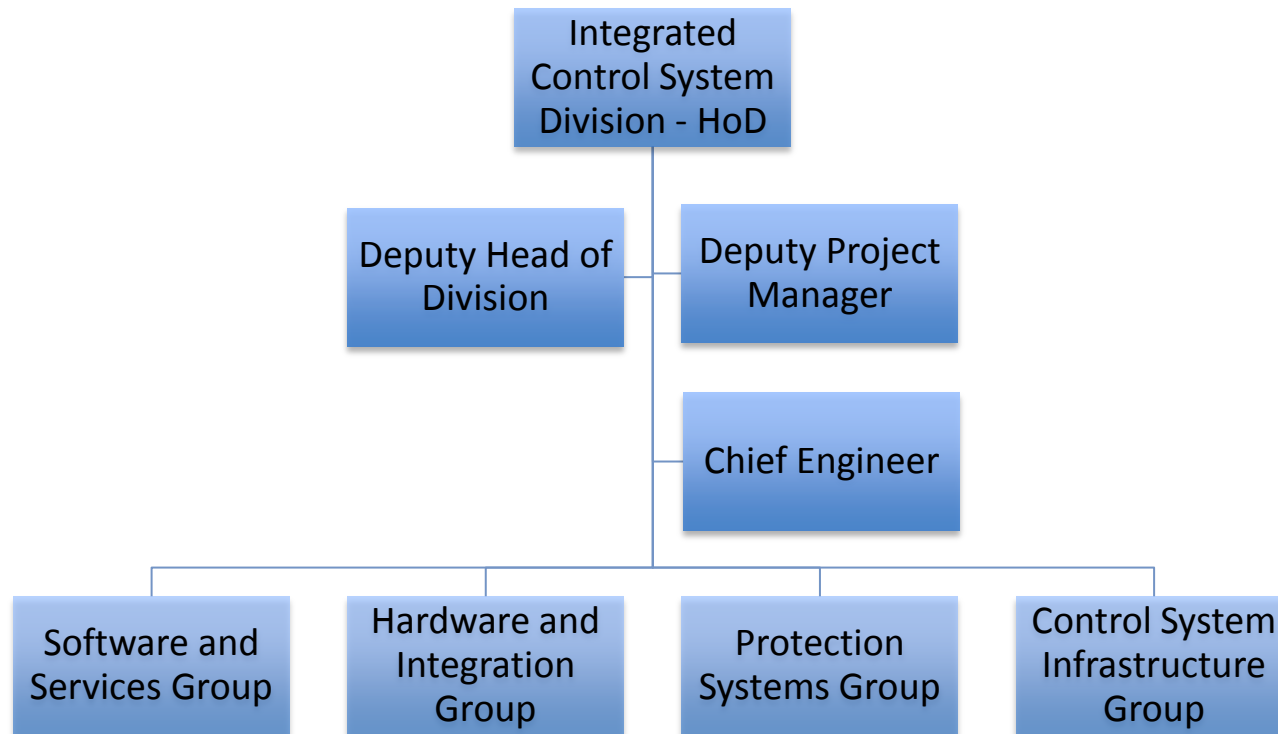 Integrated
Control System
Division - HoD
Deputy Head of
Division
Deputy Project
Manager
Chief Engineer
Software and
Services Group
Hardware and
Integration
Group
Protection
Systems Group
Control System
Infrastructure
Group